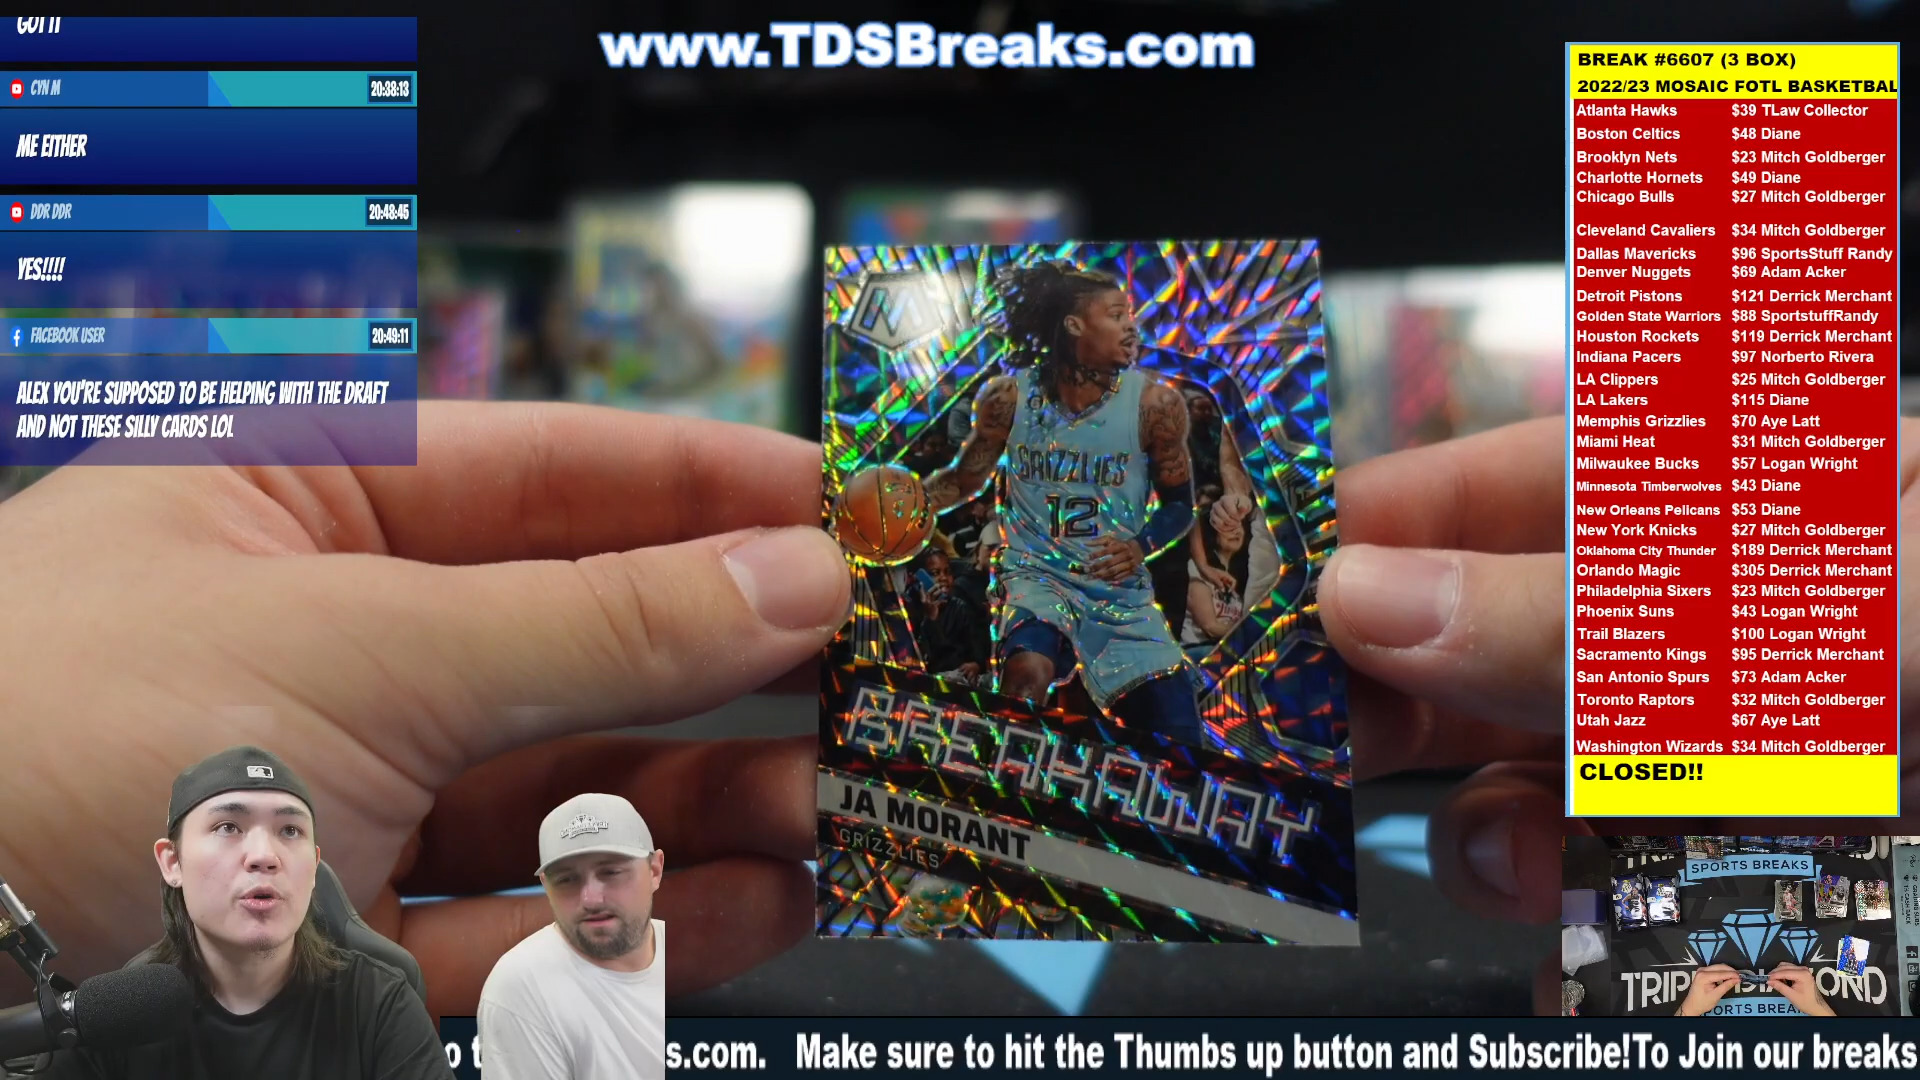 GOT IT
CYN M
20:38:13
ME EITHER
DDR DDR
20:48:45
YES!!!!
FACEBOOK USER
20:49:11
ALEX YOU'RE SUPPOSED TO BE HELPING WITH THE DRAFT
AND NOT THESE SILLY CARDS LOL
www.TDSBreaks.com
M
GRIZZLIES
12
BREAKAWAY
JA MORANT
GRIZZLIES
BREAK #6607 (3 BOX)
2022/23 MOSAIC FOTL BASKETBAL
Atlanta Hawks $39 TLaw Collector
Boston Celtics $48 Diane
Brooklyn Nets $23 Mitch Goldberger
Charlotte Hornets $49 Diane
Chicago Bulls $27 Mitch Goldberger
Cleveland Cavaliers $34 Mitch Goldberger
Dallas Mavericks $96 SportsStuff Randy
Denver Nuggets $69 Adam Acker
Detroit Pistons $121 Derrick Merchant
Golden State Warriors $88 SportstuffRandy
Houston Rockets $119 Derrick Merchant
Indiana Pacers $97 Norberto Rivera
LA Clippers $25 Mitch Goldberger
LA Lakers $115 Diane
Memphis Grizzlies $70 Aye Latt
Miami Heat $31 Mitch Goldberger
Milwaukee Bucks $57 Logan Wright
Minnesota Timberwolves $43 Diane
New Orleans Pelicans $53 Diane
New York Knicks $27 Mitch Goldberger
Oklahoma City Thunder $189 Derrick Merchant
Orlando Magic $305 Derrick Merchant
Philadelphia Sixers $23 Mitch Goldberger
Phoenix Suns $43 Logan Wright
Trail Blazers $100 Logan Wright
Sacramento Kings $95 Derrick Merchant
San Antonio Spurs $73 Adam Acker
Toronto Raptors $32 Mitch Goldberger
Utah Jazz $67 Aye Latt
Washington Wizards $34 Mitch Goldberger
CLOSED!!
SPORTS BREAKS
SPORTS BREAKS
s.com. Make sure to hit the Thumbs up button and Subscribe!To Join our breaks